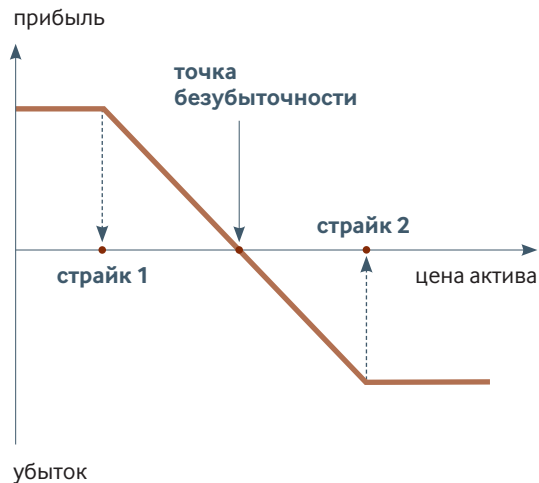 прибыль
точка
безубыточности
страйк 2
страйк 1
цена актива
убыток